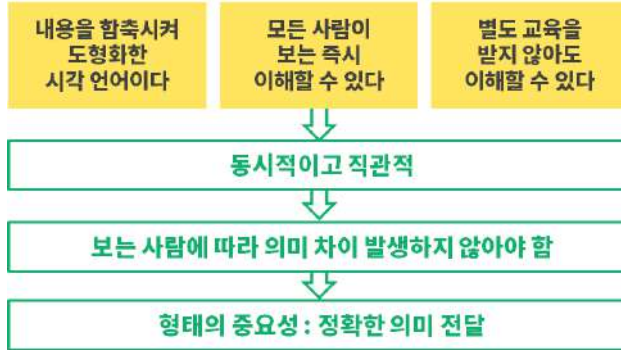 내용을 함축시켜
도형화한
시각 언어이다
모든 사람이
보는 즉시
이해할 수 있다
별도 교육을
받지 않아도
이해할 수 있다
동시적이고 직관적
보는 사람에 따라 의미 차이 발생하지 않아야 함
형태의 중요성 : 정확한 의미 전달